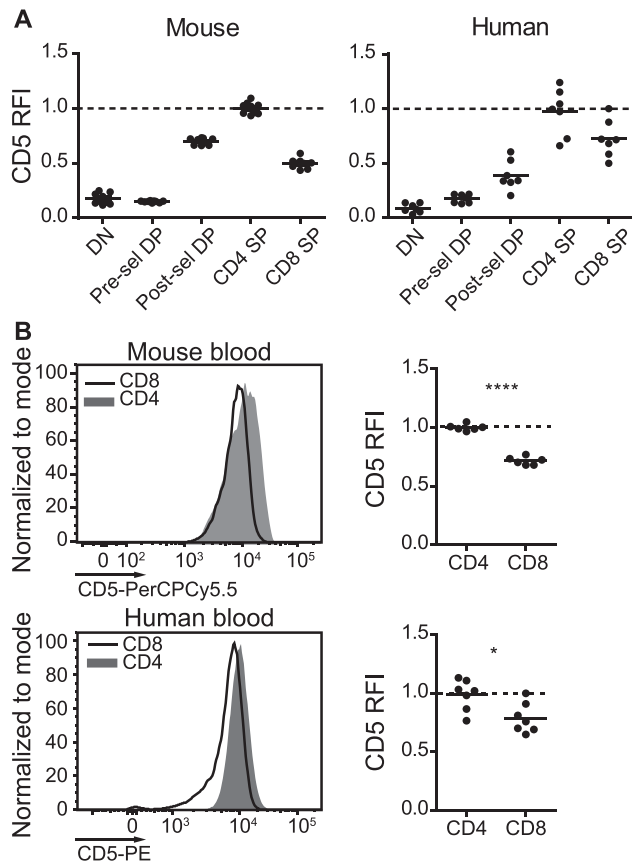 A
Mouse
Human
CD5 RFI
1.5
1.0
0.5
0.0
DN
Pre-sel DP
Post-sel DP
CD4 SP
CD8 SP
1.5
1.0
0.5
0.0
DN
Pre-sel DP
Post-sel DP
CD4 SP
CD8 SP
B
Mouse blood
Normalized to mode
100
80
60
40
20
0
CD8
CD4
0 10² 10³ 10⁴ 10⁵
CD5-PerCPCy5.5
CD5 RFI
1.5
1.0
0.5
0.0
****
CD4 CD8
Human blood
Normalized to mode
100
80
60
40
20
0
CD8
CD4
0 10³ 10⁴ 10⁵
CD5-PE
CD5 RFI
1.5
1.0
0.5
0.0
*
CD4 CD8